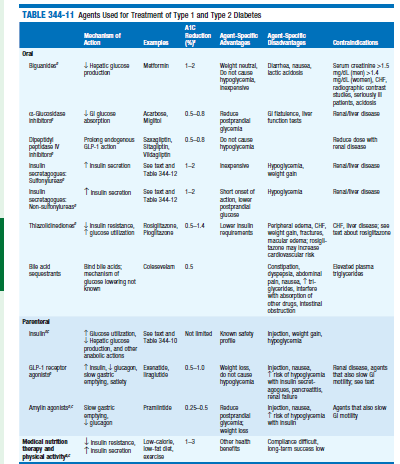 TABLE 344-11 Agents Used for Treatment of Type 1 and Type 2 Diabetes
A1C
Mechanism of Reduction Agent-Specific Agent-Specific
Action Examples (%)ᵃ Advantages Disadvantages Contraindications
Oral
Biguanidesᵈ ↓ Hepatic glucose Metformin 1–2 Weight neutral, Diarrhea, nausea, Serum creatinine >1.5
production Do not cause lactic acidosis mg/dL (men) >1.4
hypoglycemia, mg/dL (women), CHF,
inexpensive radiographic contrast
studies, seriously ill
patients, acidosis
α-Glucosidase ↓ GI glucose Acarbose, 0.5–0.8 Reduce GI flatulence, liver Renal/liver disease
inhibitorsᶜ absorption Miglitol postprandial function tests
glycemia
Dipeptidyl Prolong endogenous Saxagliptin, 0.5–0.8 Do not cause Reduce dose with
peptidase IV GLP-1 action Sitagliptin, hypoglycemia renal disease
inhibitorsᶜ Vildagliptin
Insulin ↑ Insulin secretion See text and 1–2 Inexpensive Hypoglycemia, Renal/liver disease
secretagogues: Table 344-12 weight gain
Sulfonylureasᶜ
Insulin ↑ Insulin secretion See text and 1–2 Short onset of Hypoglycemia Renal/liver disease
secretagogues: Table 344-12 action, lower
Non-sulfonylureasᶜ postprandial
glucose
Thiazolidinedionesᵈ ↓ Insulin resistance, Rosiglitazone, 0.5–1.4 Lower insulin Peripheral edema, CHF, CHF, liver disease; see
↑ glucose utilization Pioglitazone requirements weight gain, fractures, text about rosiglitazone
macular edema; rosigli-
tazone may increase
cardiovascular risk
Bile acid Bind bile acids; Colesevelam 0.5 Constipation, Elevated plasma
sequestrants mechanism of dyspepsia, abdominal triglycerides
glucose lowering not pain, nausea, ↑ tri-
known glycerides, interfere
with absorption of
other drugs, intestinal
obstruction
Parenteral
Insulin ↑ Glucose utilization, See text and Not limited Known safety Injection, weight gain,
↓ Hepatic glucose Table 344-10 profile hypoglycemia
production, and other
anabolic actions
GLP-1 receptor ↑ Insulin, ↓ glucagon, Exenatide, 0.5–1.0 Weight loss, Injection, nausea, Renal disease, agents
agonists slow gastric liraglutide do not cause ↑ risk of hypoglycemia that also slow GI
emptying, satiety hypoglycemia with insulin secret- motility; see text
agogues, pancreatitis,
renal failure
Amylin agonists Slow gastric Pramlintide 0.25–0.5 Reduce Injection, nausea, Agents that also slow
emptying, postprandial ↑ risk of hypoglycemia GI motility
↓ glucagon glycemia; with insulin
weight loss
Medical nutrition ↓ Insulin resistance, Low-calorie, 1–3 Other health Compliance difficult,
therapy and ↑ Insulin secretion low-fat diet, benefits long-term success low
physical activity exercise